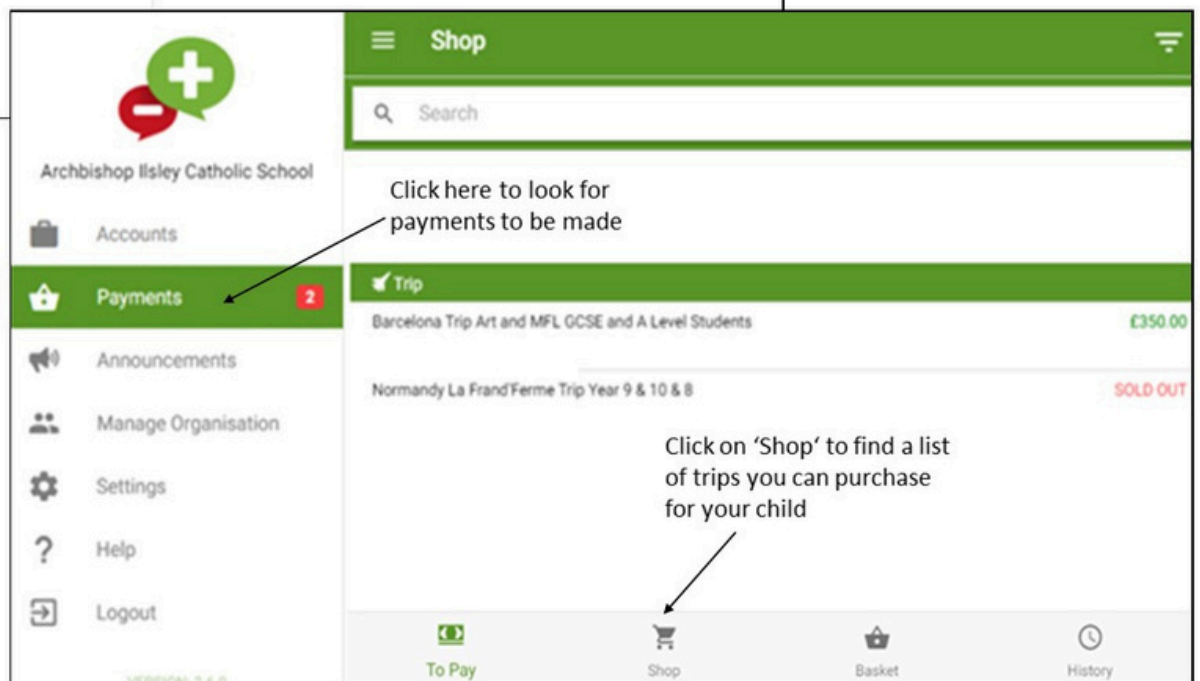 Archbishop Ilsley Catholic School
Accounts
Payments 2
Announcements
Manage Organisation
Settings
Help
Logout
Shop
Search
Click here to look for
payments to be made
Trip
Barcelona Trip Art and MFL GCSE and A Level Students £350.00
Normandy La Frand'Ferme Trip Year 9 & 10 & 8 SOLD OUT
Click on ‘Shop‘ to find a list
of trips you can purchase
for your child
To Pay Shop Basket History